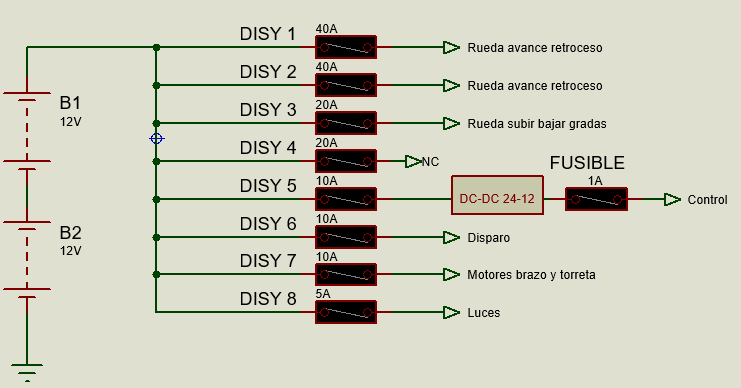 DISY 1
40A
Rueda avance retroceso
DISY 2
40A
Rueda avance retroceso
B1
12V
DISY 3
20A
Rueda subir bajar gradas
DISY 4
20A
NC
DISY 5
10A
DC-DC 24-12
FUSIBLE
1A
Control
B2
12V
DISY 6
10A
Disparo
DISY 7
10A
Motores brazo y torreta
DISY 8
5A
Luces